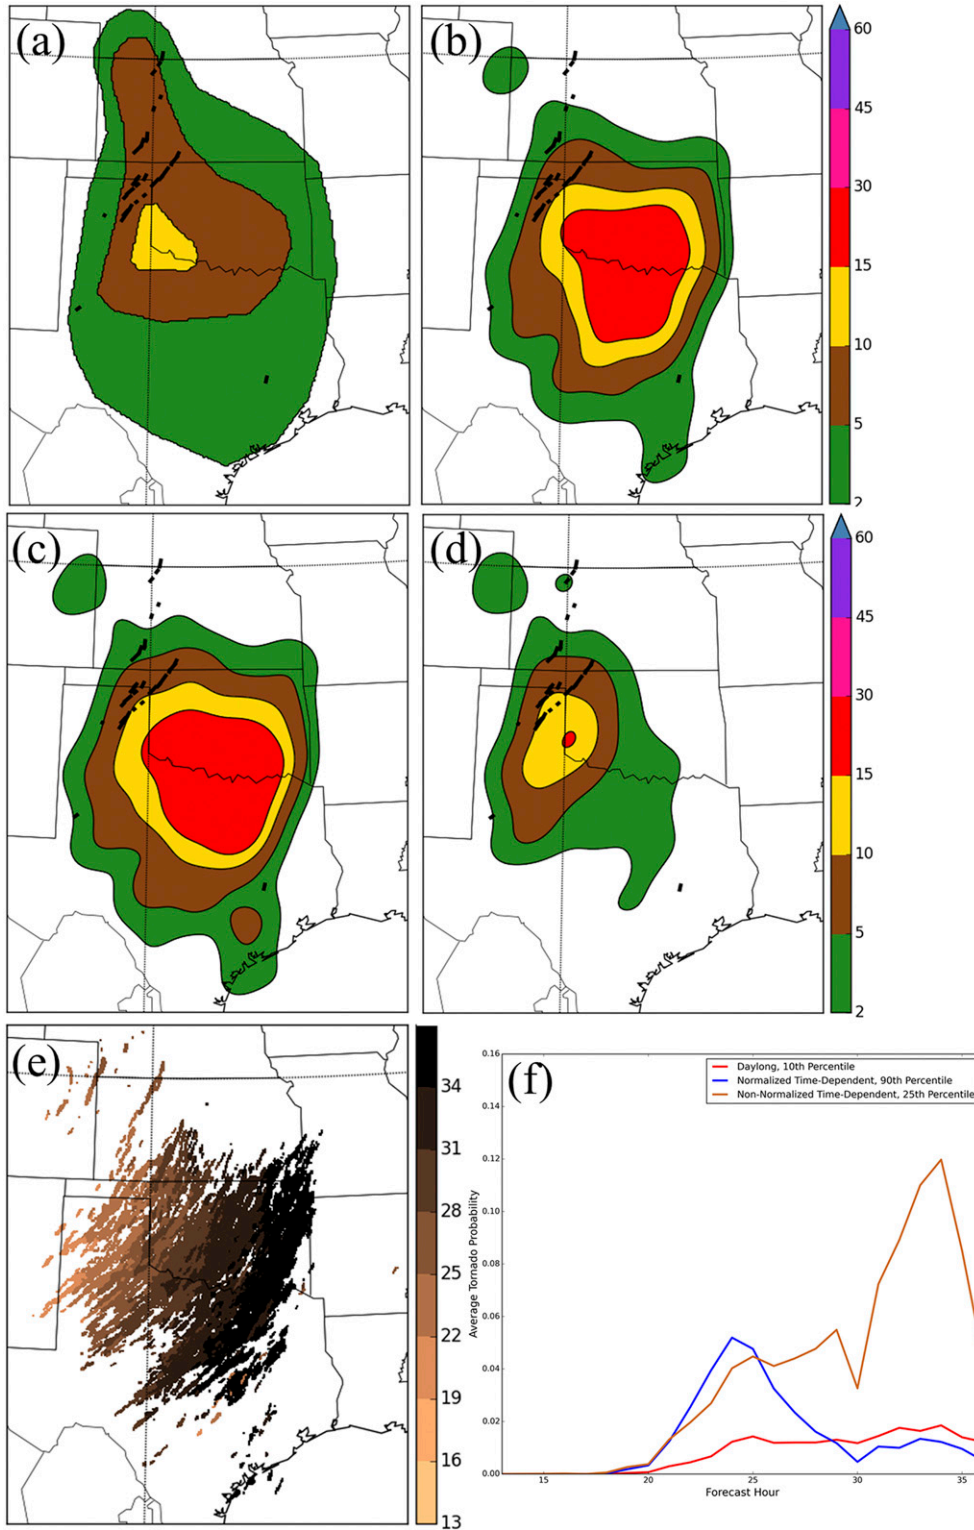 (a)
(b)
60
45
30
15
10
5
2
(c)
(d)
60
45
30
15
10
5
2
(e)
34
31
28
25
22
19
16
13
(f)
Daylong, 10th Percentile
Normalized Time-Dependent, 90th Percentile
Non-Normalized Time-Dependent, 25th Percentile
0.16
0.14
0.12
0.10
0.08
0.06
0.04
0.02
0.00
Average Tornado Probability
15 20 25 30 35
Forecast Hour